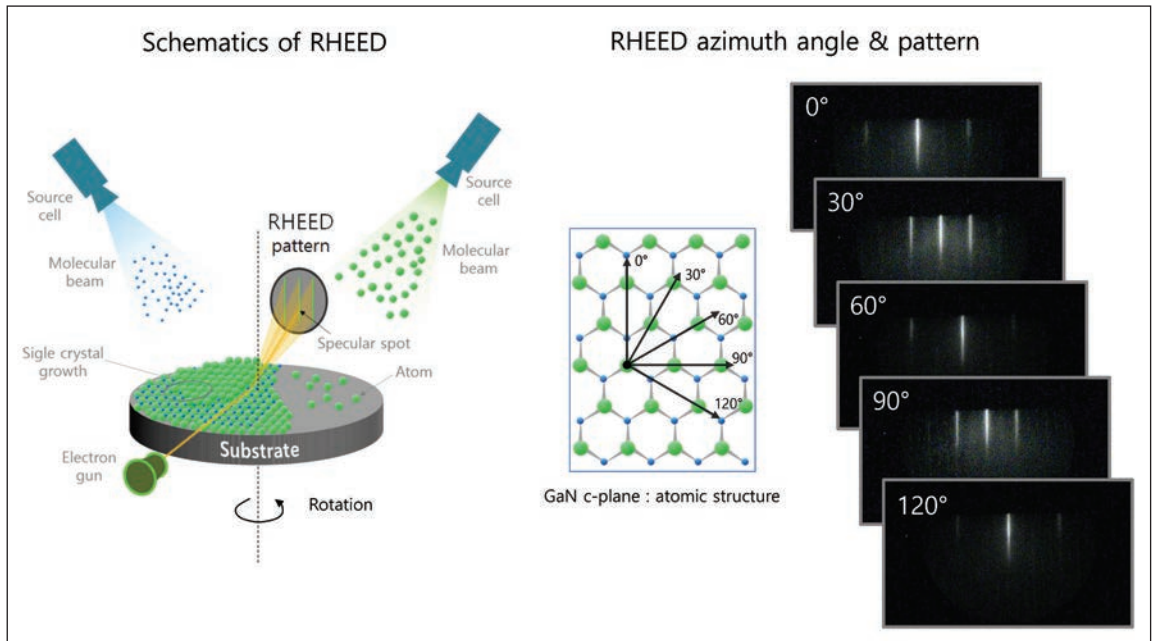 Schematics of RHEED
Source
cell
Molecular
beam
RHEED
pattern
Source
cell
Molecular
beam
Specular spot
Sigle crystal
growth
Atom
Substrate
Electron
gun
Rotation
RHEED azimuth angle & pattern
0°
30°
60°
90°
120°
GaN c-plane : atomic structure
0°
30°
60°
90°
120°